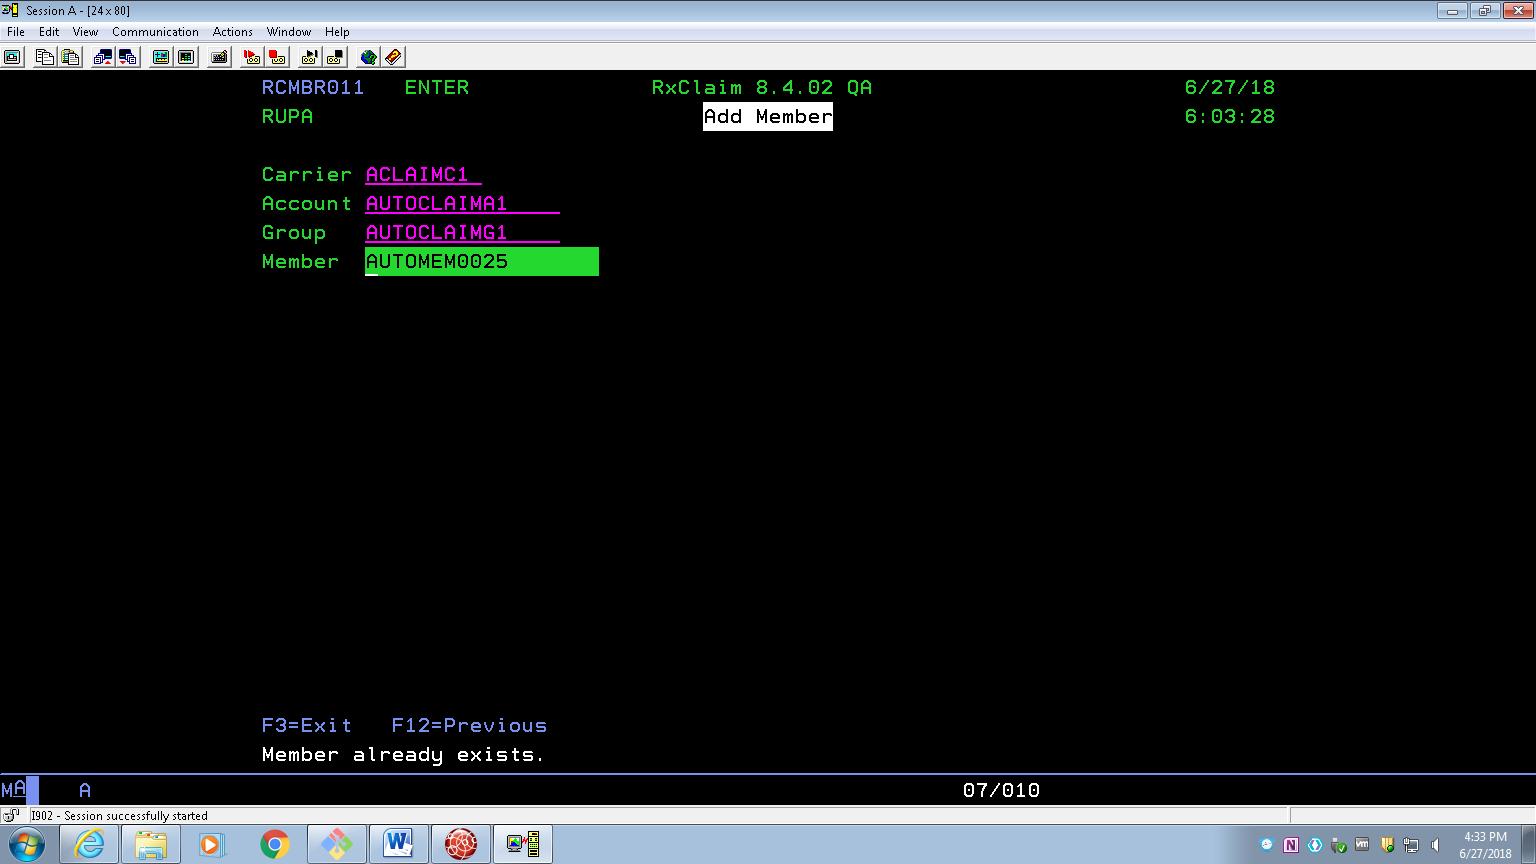 Session A - [24 x 80]
File Edit View Communication Actions Window Help
RCMBR011 ENTER RxClaim 8.4.02 QA 6/27/18
RUPA Add Member 6:03:28
Carrier ACLAIMC1
Account AUTOCLAIMA1
Group AUTOCLAIMG1
Member AUTOMEM0025
F3=Exit F12=Previous
Member already exists.
MA A 07/010
I902 - Session successfully started
4:33 PM
6/27/2018